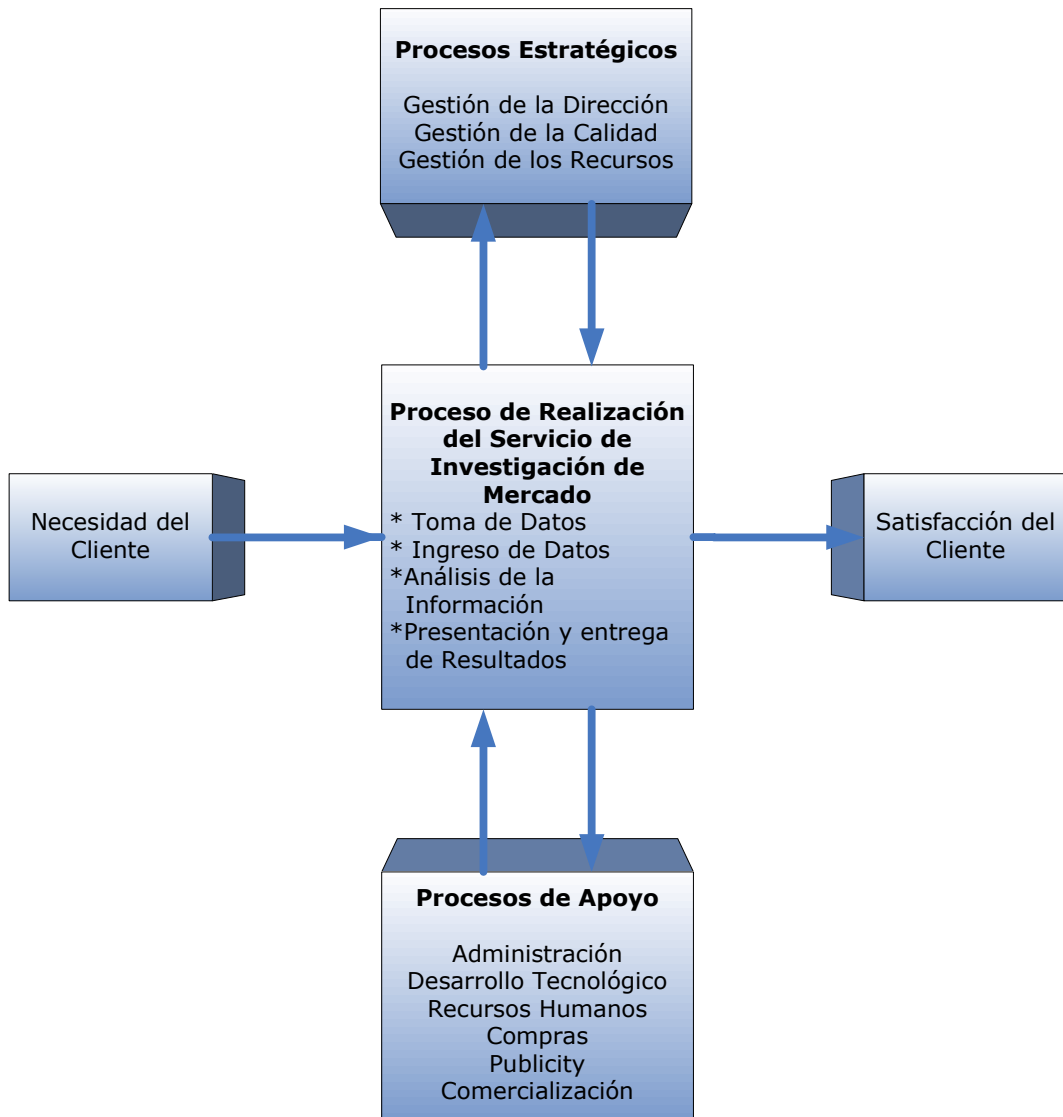 Procesos Estratégicos
Gestión de la Dirección
Gestión de la Calidad
Gestión de los Recursos
Necesidad del
Cliente
Proceso de Realización
del Servicio de
Investigación de
Mercado
* Toma de Datos
* Ingreso de Datos
*Análisis de la
Información
*Presentación y entrega
de Resultados
Satisfacción del
Cliente
Procesos de Apoyo
Administración
Desarrollo Tecnológico
Recursos Humanos
Compras
Publicity
Comercialización